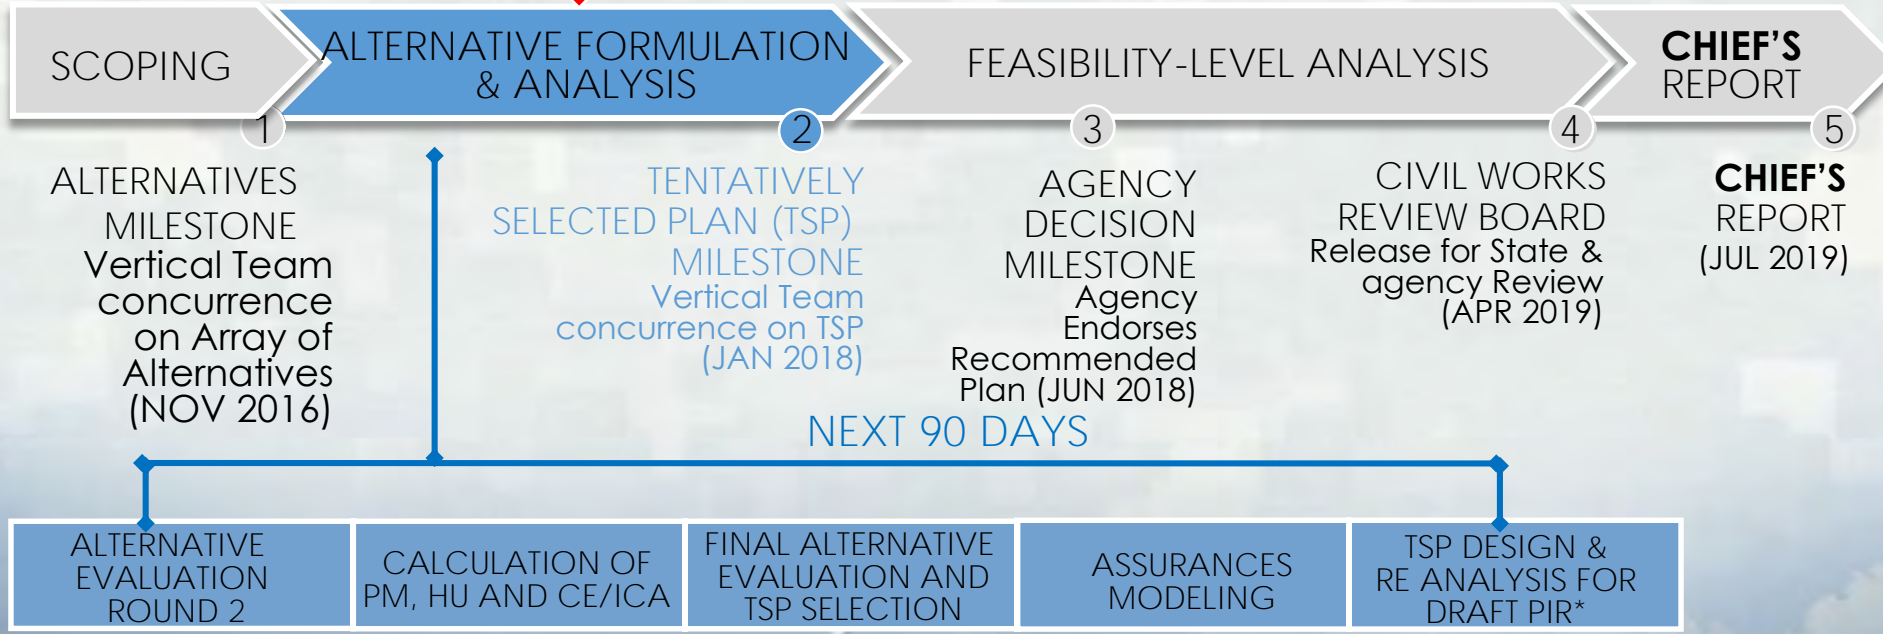 SCOPING
ALTERNATIVE FORMULATION
& ANALYSIS
FEASIBILITY-LEVEL ANALYSIS
CHIEF’S
REPORT
1
2
3
4
5
ALTERNATIVES
MILESTONE
Vertical Team
concurrence
on Array of
Alternatives
(NOV 2016)
TENTATIVELY
SELECTED PLAN (TSP)
MILESTONE
Vertical Team
concurrence on TSP
(JAN 2018)
AGENCY
DECISION
MILESTONE
Agency
Endorses
Recommended
Plan (JUN 2018)
CIVIL WORKS
REVIEW BOARD
Release for State &
agency Review
(APR 2019)
CHIEF’S
REPORT
(JUL 2019)
NEXT 90 DAYS
ALTERNATIVE
EVALUATION
ROUND 2
CALCULATION OF
PM, HU AND CE/ICA
FINAL ALTERNATIVE
EVALUATION AND
TSP SELECTION
ASSURANCES
MODELING
TSP DESIGN &
RE ANALYSIS FOR
DRAFT PIR*